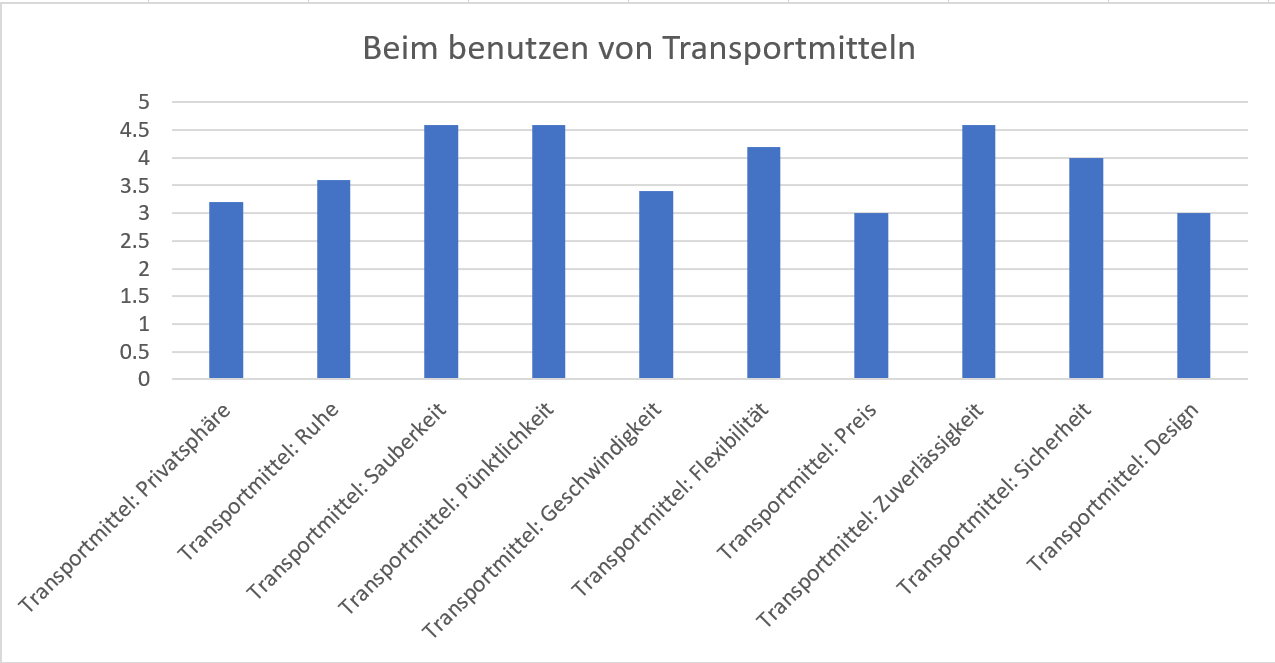 Beim benutzen von Transportmitteln
5
4.5
4
3.5
3
2.5
2
1.5
1
0.5
0
Transportmittel: Privatsphäre
Transportmittel: Ruhe
Transportmittel: Sauberkeit
Transportmittel: Pünktlichkeit
Transportmittel: Geschwindigkeit
Transportmittel: Flexibilität
Transportmittel: Preis
Transportmittel: Zuverlässigkeit
Transportmittel: Sicherheit
Transportmittel: Design